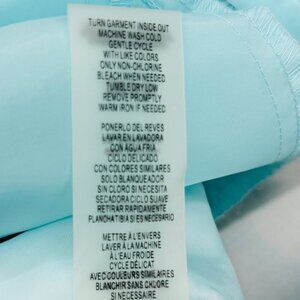 TURN GARMENT INSIDE OUT
MACHINE WASH COLD
GENTLE CYCLE
WITH LIKE COLORS
ONLY NON-CHLORINE
BLEACH WHEN NEEDED
TUMBLE DRY LOW
REMOVE PROMPTLY
WARM IRON IF NEEDED
PONERLO DEL REVES
LAVAR EN LAVADORA
CON AGUA FRIA
CICLO DELICADO
CON COLORES SIMILARES
SOLO BLANQUEADOR
SIN CLORO SI NECESITA
SECADORA CICLO SUAVE
RETIRAR RAPIDAMENTE
PLANCHA TIBIA SI ES NECESARIO
METTRE À L'ENVERS
LAVER À LA MACHINE
À L'EAU FROIDE
CYCLE DÉLICAT
AVEC COULEURS SIMILAIRES
BLANCHIR SANS CHLORE
SI NECESSAIRE